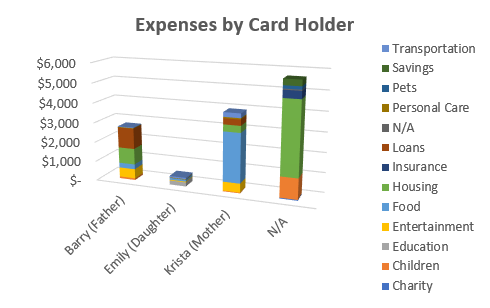 Expenses by Card Holder
$6,000
$5,000
$4,000
$3,000
$2,000
$1,000
$-
Barry (Father)
Emily (Daughter)
Krista (Mother)
N/A
Transportation
Savings
Pets
Personal Care
N/A
Loans
Insurance
Housing
Food
Entertainment
Education
Children
Charity